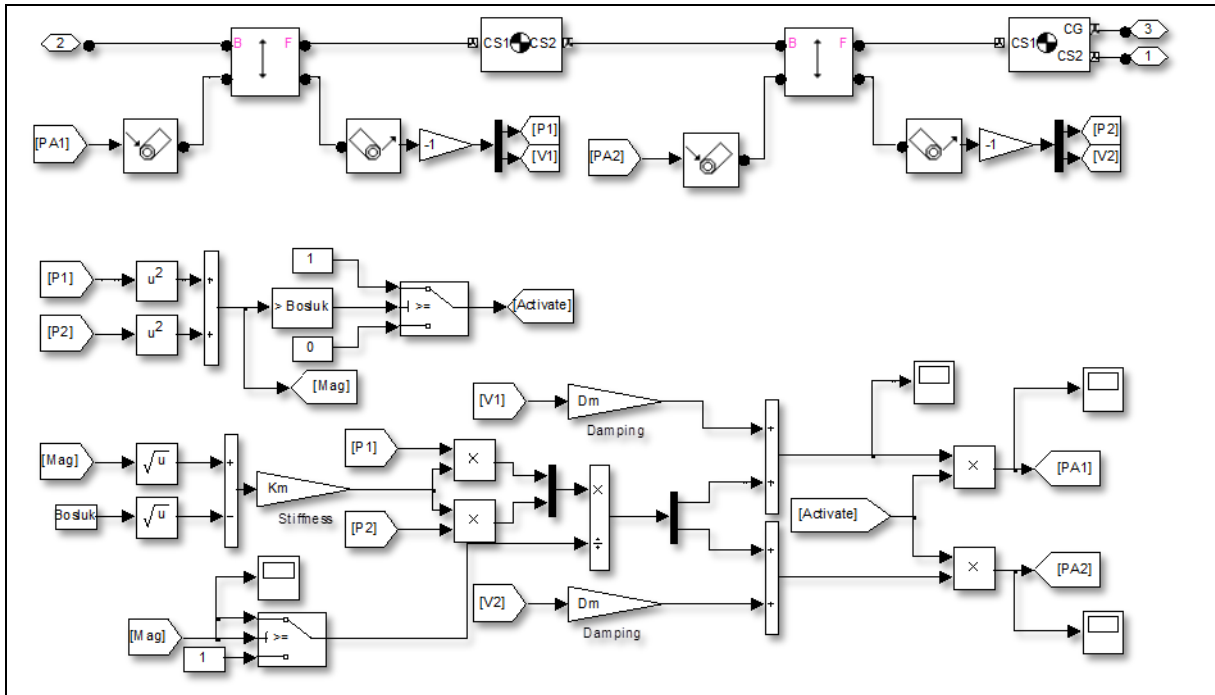 2
B F
CS1 CS2
B F
CS1 CG
CS2
3
1
[PA1]
-1
[P1]
[V1]
[PA2]
-1
[P2]
[V2]
[P1]
u²
+
[P2]
u²
+
1
> Bosluk
>=
0
[Activate]
[Mag]
[V1]
Dm
Damping
+
+
[Mag]
√u
+
Bosluk
√u
−
Km
Stiffness
[P1]
×
[P2]
×
×
÷
[Activate]
×
[PA1]
×
[PA2]
+
+
[V2]
Dm
Damping
[Mag]
>=
1